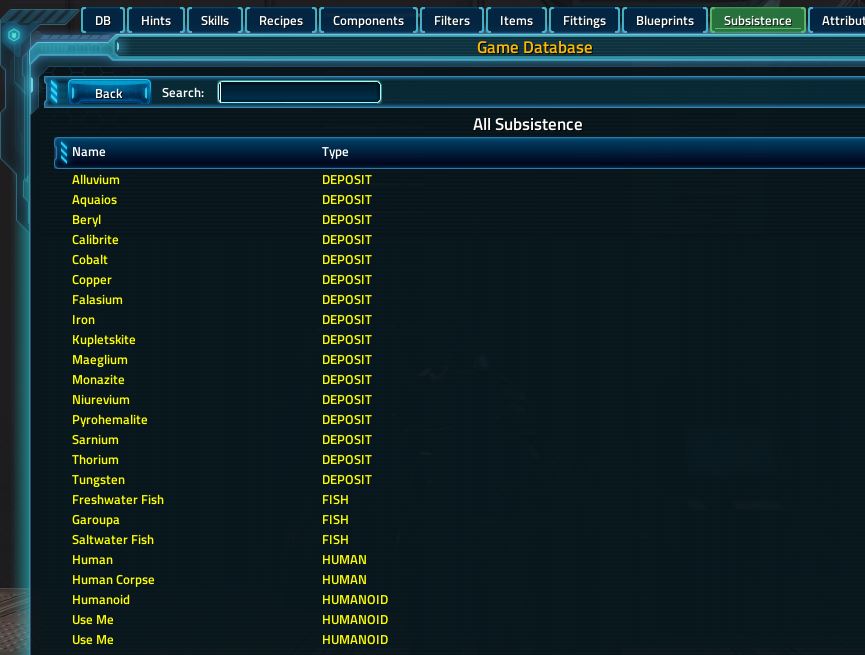 DB Hints Skills Recipes Components Filters Items Fittings Blueprints Subsistence
Game Database
Back Search:
All Subsistence
Name Type
Alluvium DEPOSIT
Aquaios DEPOSIT
Beryl DEPOSIT
Calibrite DEPOSIT
Cobalt DEPOSIT
Copper DEPOSIT
Falasium DEPOSIT
Iron DEPOSIT
Kupletskite DEPOSIT
Maeglium DEPOSIT
Monazite DEPOSIT
Niurevium DEPOSIT
Pyrohemalite DEPOSIT
Sarnium DEPOSIT
Thorium DEPOSIT
Tungsten DEPOSIT
Freshwater Fish FISH
Garoupa FISH
Saltwater Fish FISH
Human HUMAN
Human Corpse HUMAN
Humanoid HUMANOID
Use Me HUMANOID
Use Me HUMANOID